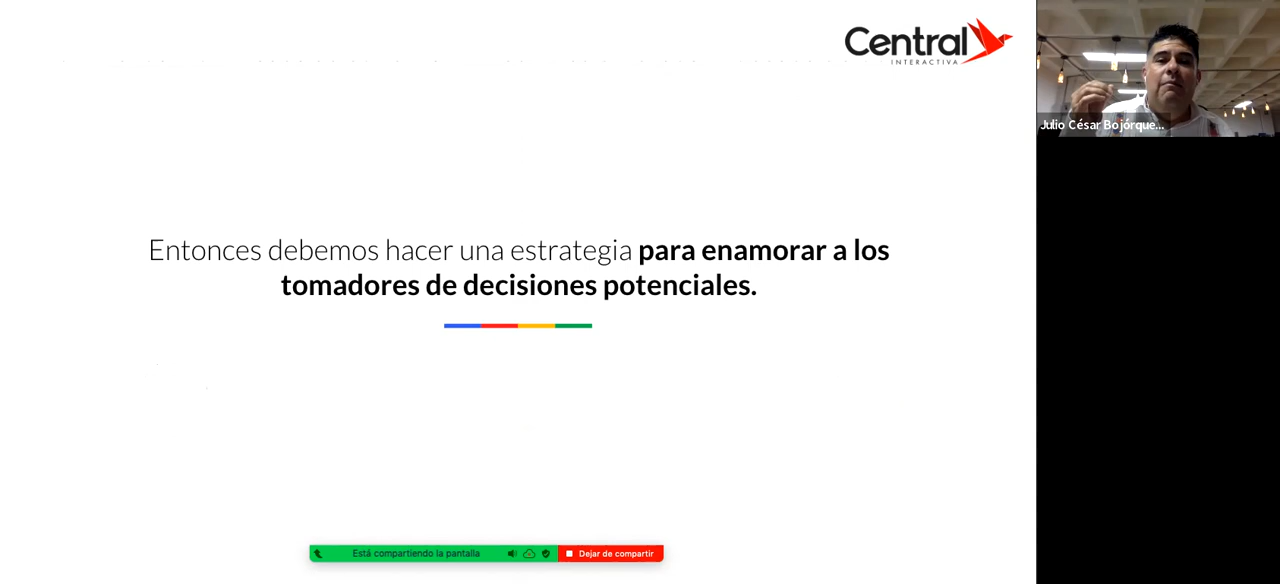 Central
INTERACTIVA
Julio César Bojórque...
Entonces debemos hacer una estrategia para enamorar a los
tomadores de decisiones potenciales.
Está compartiendo la pantalla
Dejar de compartir